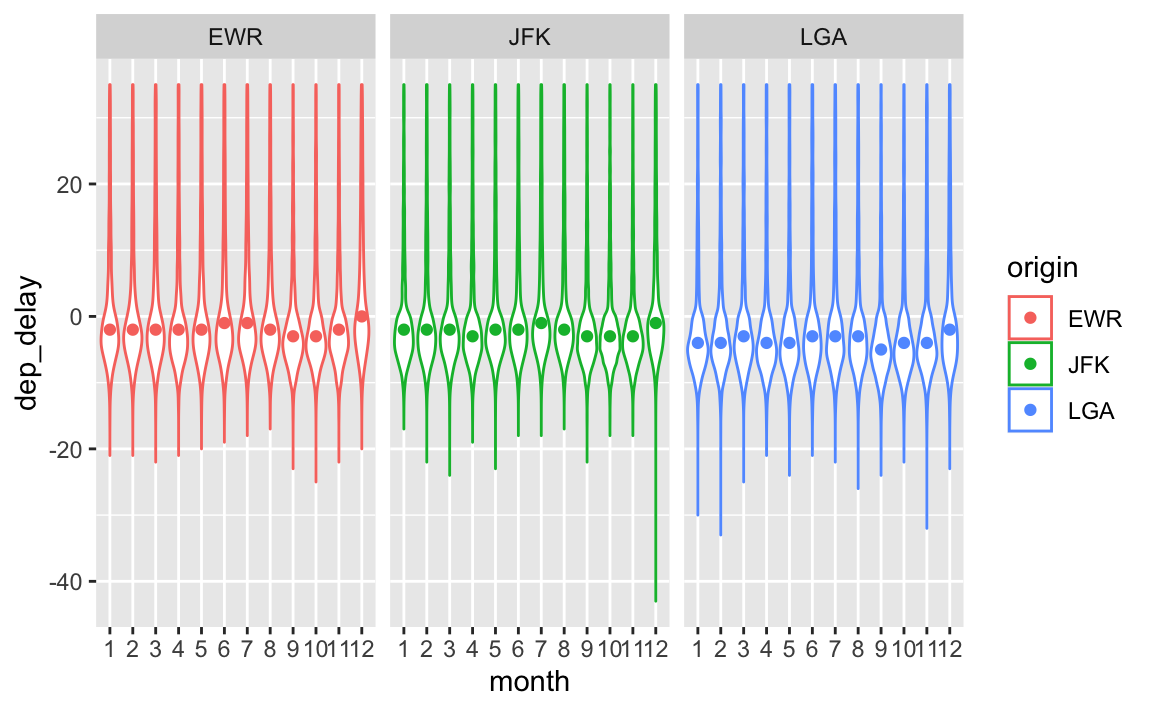 EWR JFK LGA
20
0
-20
-40
dep_delay
1 2 3 4 5 6 7 8 9 10 11 12 1 2 3 4 5 6 7 8 9 10 11 12 1 2 3 4 5 6 7 8 9 10 11 12
month
origin
EWR
JFK
LGA